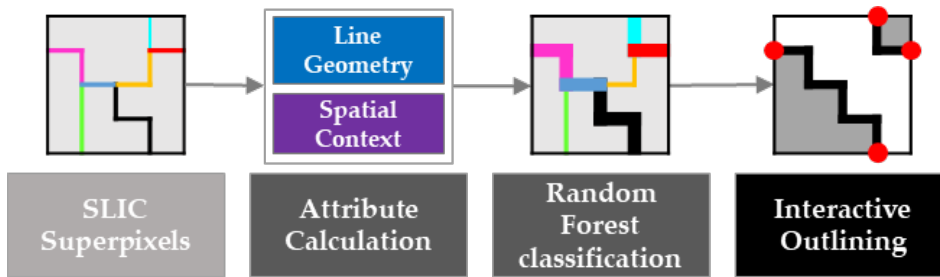 Line
Geometry
Spatial
Context
SLIC
Superpixels
Attribute
Calculation
Random
Forest
classification
Interactive
Outlining